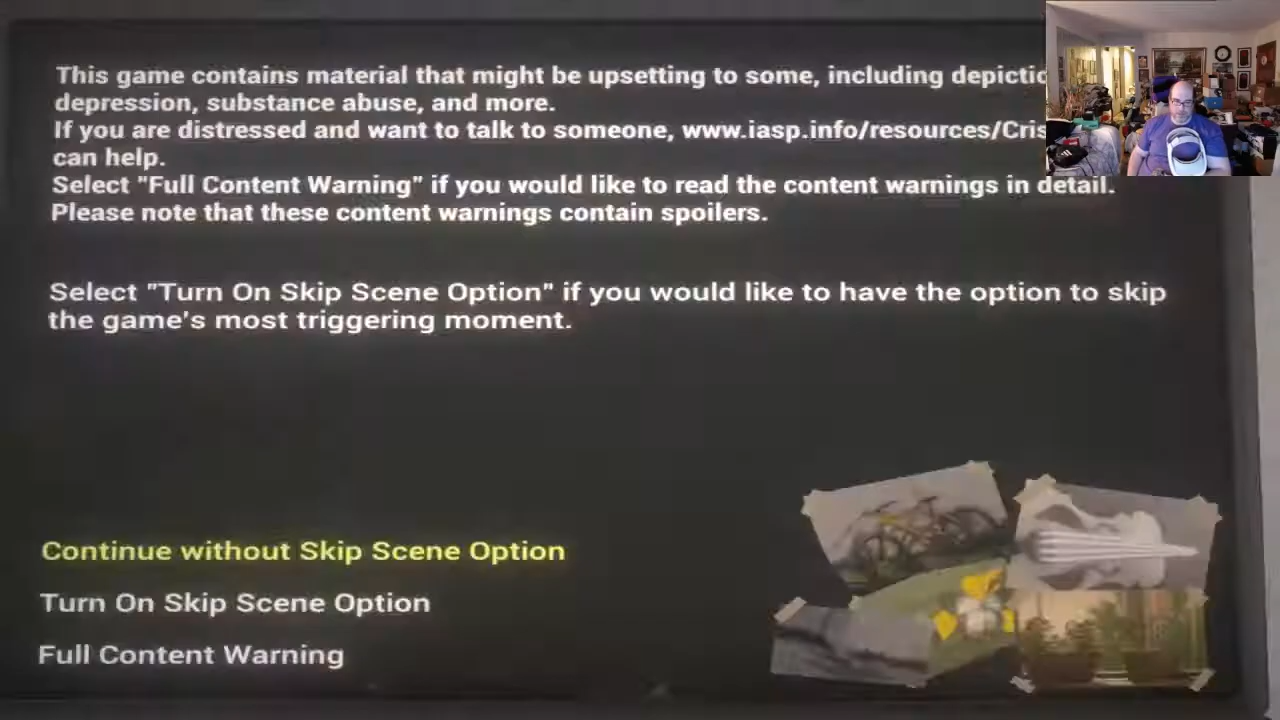 This game contains material that might be upsetting to some, including
depression, substance abuse, and more.
If you are distressed and want to talk to someone, www.iasp.info/resources/Cris
can help.
Select "Full Content Warning" if you would like to read the content warnings in detail.
Please note that these content warnings contain spoilers.
Select "Turn On Skip Scene Option" if you would like to have the option to skip
the game's most triggering moment.
Continue without Skip Scene Option
Turn On Skip Scene Option
Full Content Warning